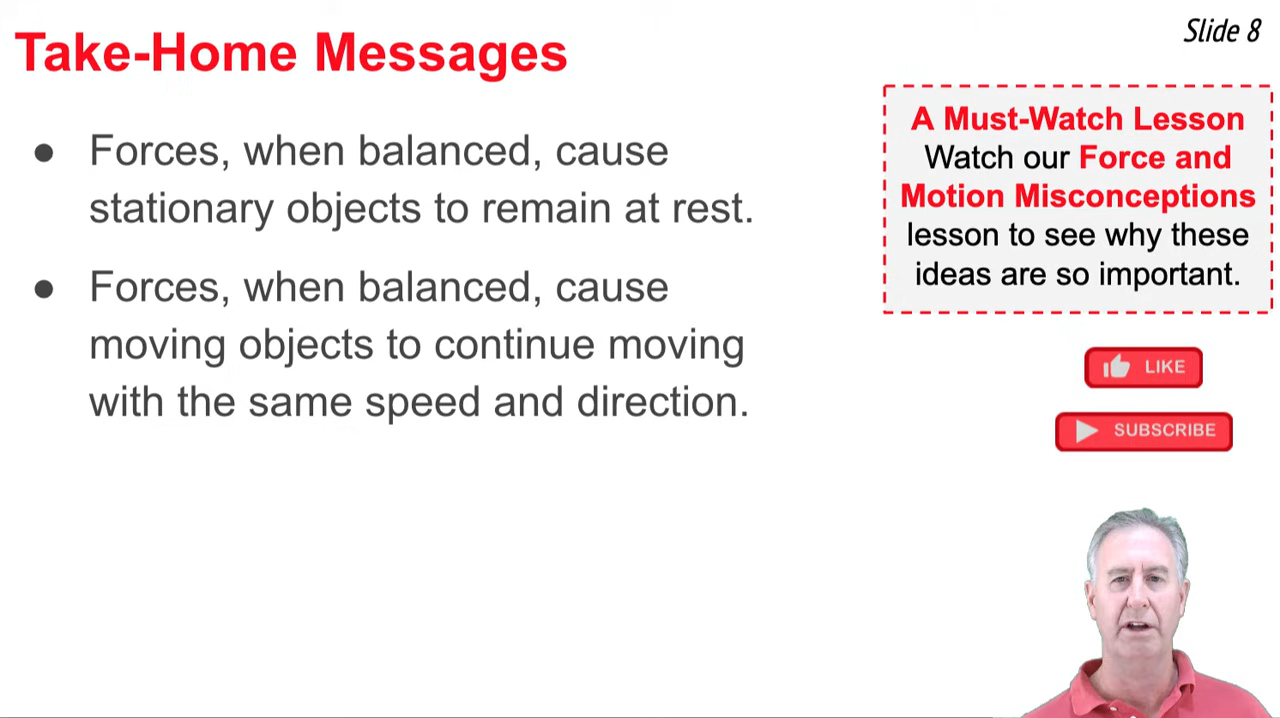 Slide 8
Take-Home Messages
● Forces, when balanced, cause
stationary objects to remain at rest.
● Forces, when balanced, cause
moving objects to continue moving
with the same speed and direction.
A Must-Watch Lesson
Watch our Force and
Motion Misconceptions
lesson to see why these
ideas are so important.
LIKE
SUBSCRIBE